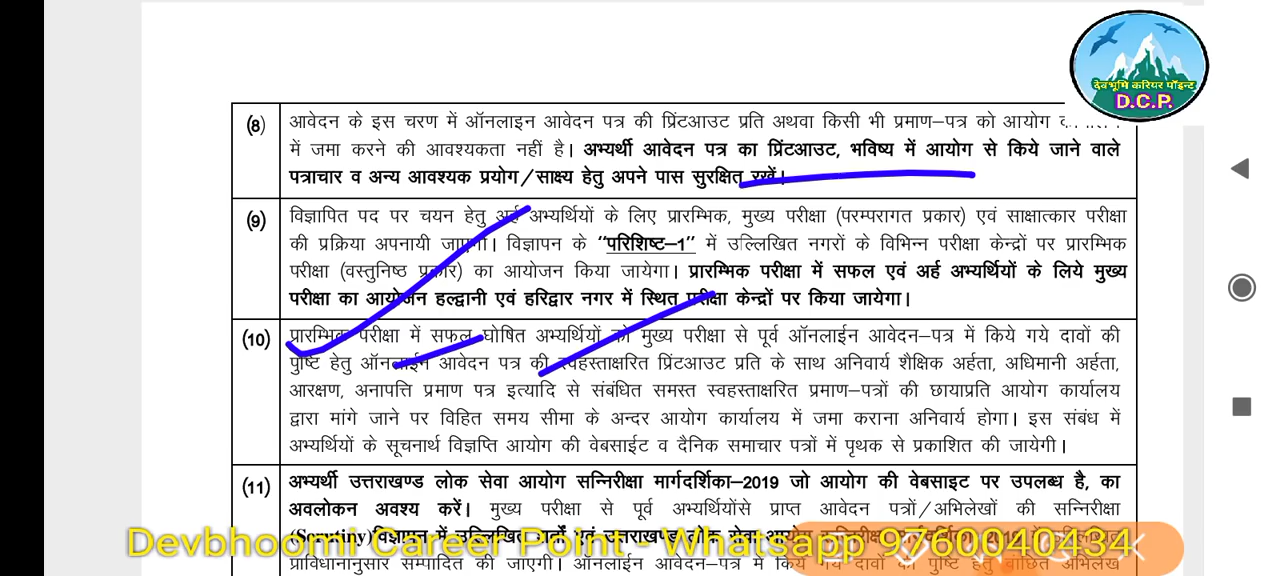 देवभूमि करियर पॉइन्ट
D.C.P.
(8) आवेदन के इस चरण में ऑनलाइन आवेदन पत्र की प्रिंटआउट प्रति अथवा किसी भी प्रमाण–पत्र को आयोग
में जमा करने की आवश्यकता नहीं है। अभ्यर्थी आवेदन पत्र का प्रिंटआउट, भविष्य में आयोग से किये जाने वाले
पत्राचार व अन्य आवश्यक प्रयोग/साक्ष्य हेतु अपने पास सुरक्षित रखें।
(9) विज्ञापित पद पर चयन हेतु अर्ह अभ्यर्थियों के लिए प्रारम्भिक, मुख्य परीक्षा (परम्परागत प्रकार) एवं साक्षात्कार परीक्षा
की प्रक्रिया अपनायी जाएगी। विज्ञापन के "परिशिष्ट–1" में उल्लिखित नगरों के विभिन्न परीक्षा केन्द्रों पर प्रारम्भिक
परीक्षा (वस्तुनिष्ठ प्रकार) का आयोजन किया जायेगा। प्रारम्भिक परीक्षा में सफल एवं अर्ह अभ्यर्थियों के लिये मुख्य
परीक्षा का आयोजन हल्द्वानी एवं हरिद्वार नगर में स्थित परीक्षा केन्द्रों पर किया जायेगा।
(10) प्रारम्भिक परीक्षा में सफल घोषित अभ्यर्थियों को मुख्य परीक्षा से पूर्व ऑनलाईन आवेदन–पत्र में किये गये दावों की
पुष्टि हेतु ऑनलाईन आवेदन पत्र की स्वहस्ताक्षरित प्रिंटआउट प्रति के साथ अनिवार्य शैक्षिक अर्हता, अधिमानी अर्हता,
आरक्षण, अनापत्ति प्रमाण पत्र इत्यादि से संबंधित समस्त स्वहस्ताक्षरित प्रमाण–पत्रों की छायाप्रति आयोग कार्यालय
द्वारा मांगे जाने पर विहित समय सीमा के अन्दर आयोग कार्यालय में जमा कराना अनिवार्य होगा। इस संबंध में
अभ्यर्थियों के सूचनार्थ विज्ञप्ति आयोग की वेबसाईट व दैनिक समाचार पत्रों में पृथक से प्रकाशित की जायेगी।
(11) अभ्यर्थी उत्तराखण्ड लोक सेवा आयोग सन्निरीक्षा मार्गदर्शिका–2019 जो आयोग की वेबसाइट पर उपलब्ध है, का
अवलोकन अवश्य करें। मुख्य परीक्षा से पूर्व अभ्यर्थियोंसे प्राप्त आवेदन पत्रों/अभिलेखों की सन्निरीक्षा
(Scrutiny) विज्ञापन में उल्लिखित शर्तों एवं उत्तराखण्ड लोक सेवा आयोग
Devbhoomi Career Point - Whatsapp 9760040434
प्राविधानानुसार सम्पादित की जाएगी। ऑनलाईन आवेदन–पत्र में किये गये दावों की पुष्टि हेतु वांछित अभिलेख